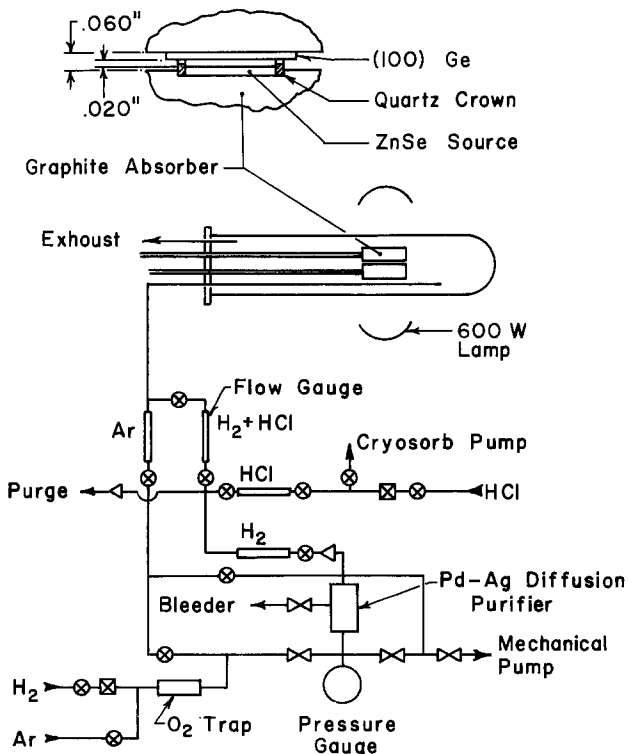 .060"
.020"
(100) Ge
Quartz Crown
ZnSe Source
Graphite Absorber
Exhaust
600 W
Lamp
Flow Gauge
Ar
H2+HCl
Cryosorb Pump
Purge
HCl
HCl
H2
Bleeder
Pd-Ag Diffusion
Purifier
Mechanical
Pump
H2
Ar
O2 Trap
Pressure
Gauge